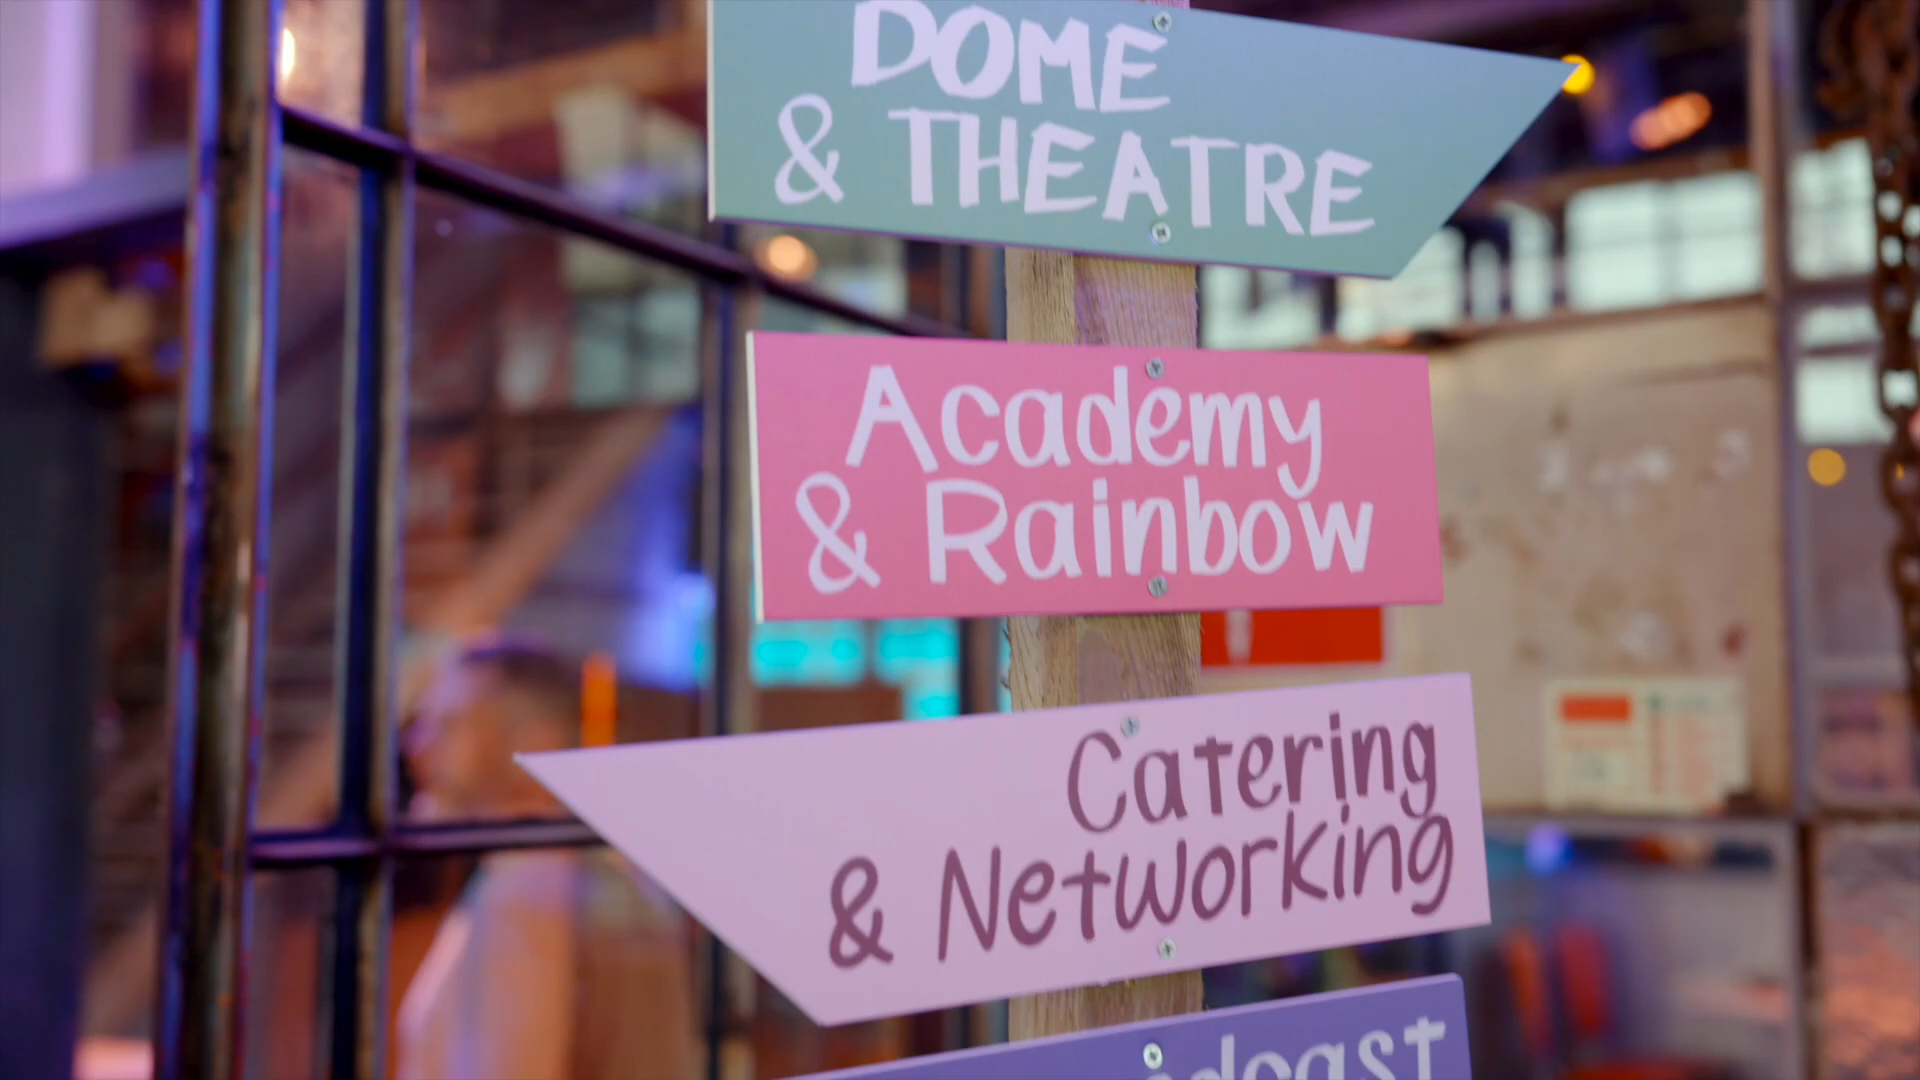 DOME
& THEATRE
Academy
& Rainbow
Catering
& Networking